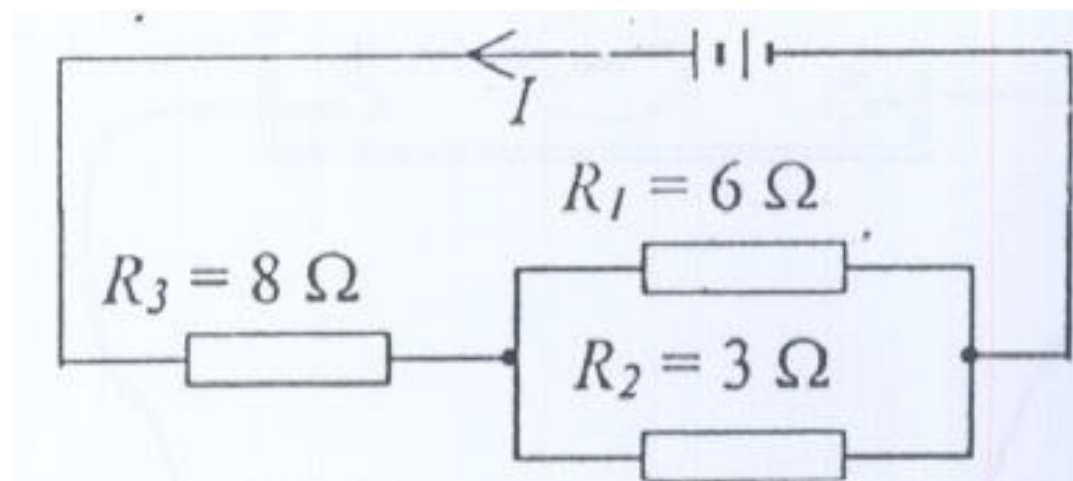 I
R₁ = 6 Ω
R₃ = 8 Ω
R₂ = 3 Ω